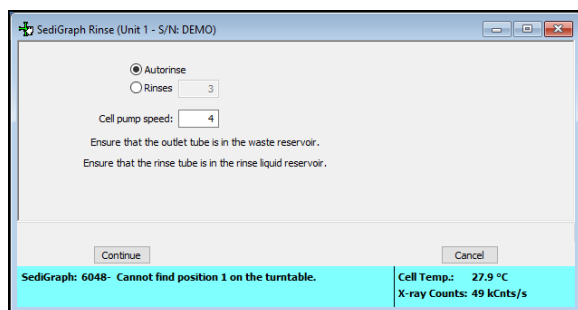 SediGraph Rinse (Unit 1 - S/N: DEMO)
Autorinse
Rinses 3
Cell pump speed: 4
Ensure that the outlet tube is in the waste reservoir.
Ensure that the rinse tube is in the rinse liquid reservoir.
Continue Cancel
SediGraph: 6048- Cannot find position 1 on the turntable. Cell Temp.: 27.9 °C
X-ray Counts: 49 kCnts/s